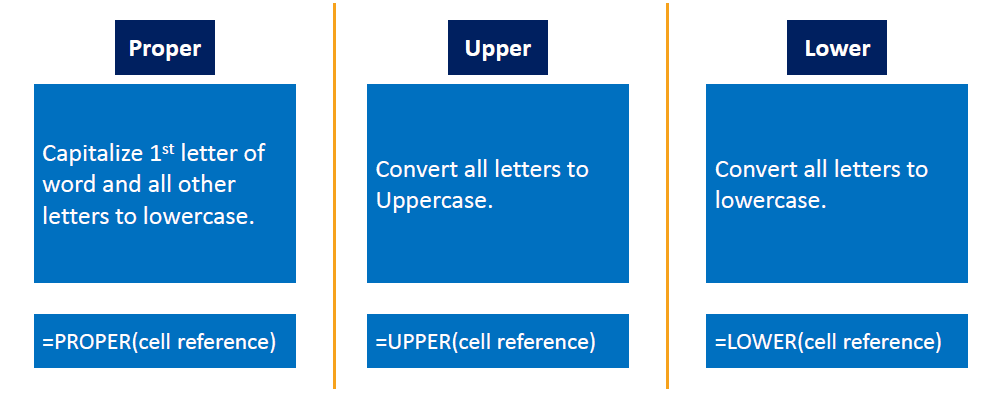 Proper
Capitalize 1st letter of
word and all other
letters to lowercase.
=PROPER(cell reference)
Upper
Convert all letters to
Uppercase.
=UPPER(cell reference)
Lower
Convert all letters to
lowercase.
=LOWER(cell reference)